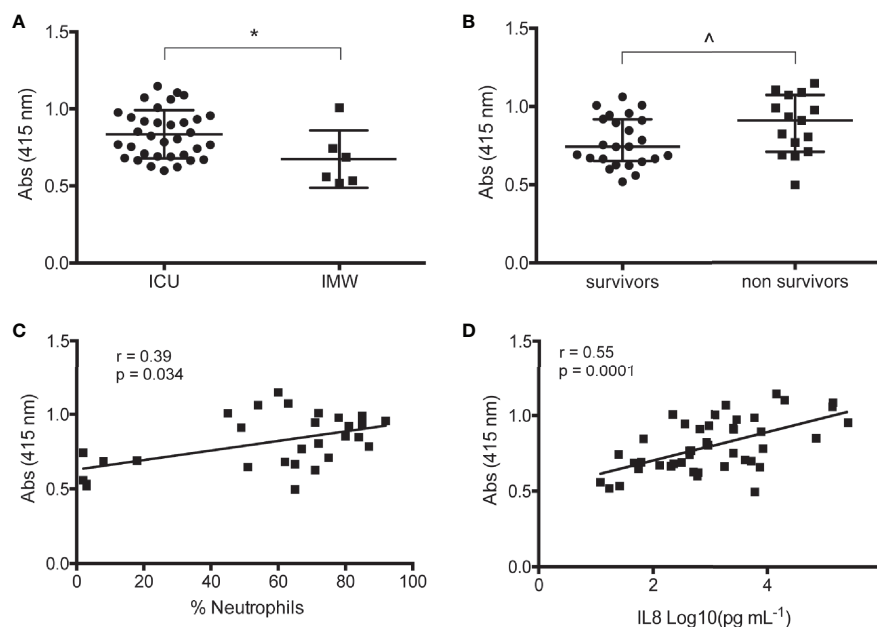 A
*
Abs (415 nm)
1.5
1.0
0.5
0.0
ICU
IMW
B
^
Abs (415 nm)
1.5
1.0
0.5
0.0
survivors
non survivors
C
r = 0.39
p = 0.034
Abs (415 nm)
1.5
1.0
0.5
0.0
0
20
40
60
80
100
% Neutrophils
D
r = 0.55
p = 0.0001
Abs (415 nm)
1.5
1.0
0.5
0.0
0
2
4
IL8 Log10(pg mL⁻¹)